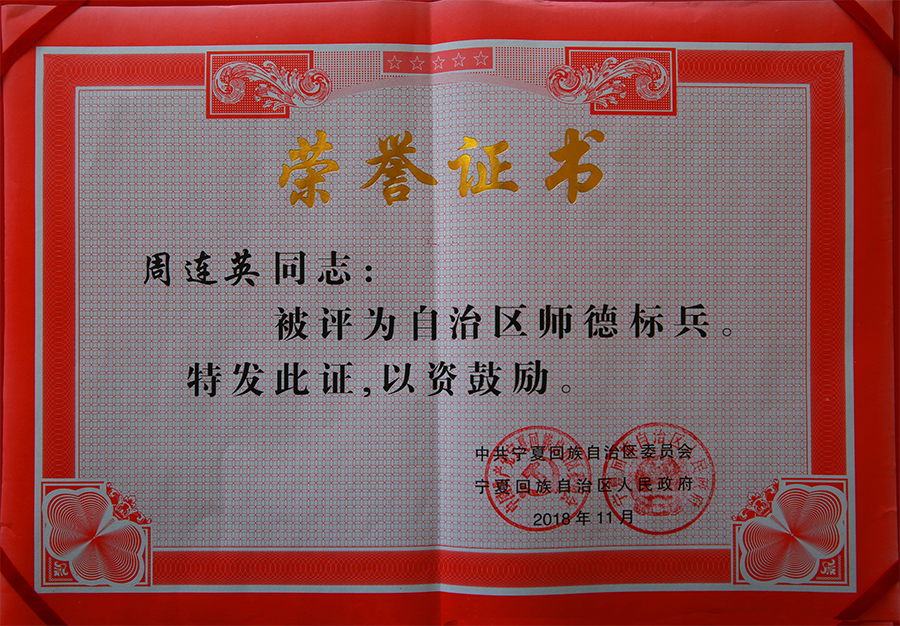 荣誉证书
周连英同志：
被评为自治区师德标兵。
特发此证,以资鼓励。
中共宁夏回族自治区委员会
宁夏回族自治区人民政府
2018年11月